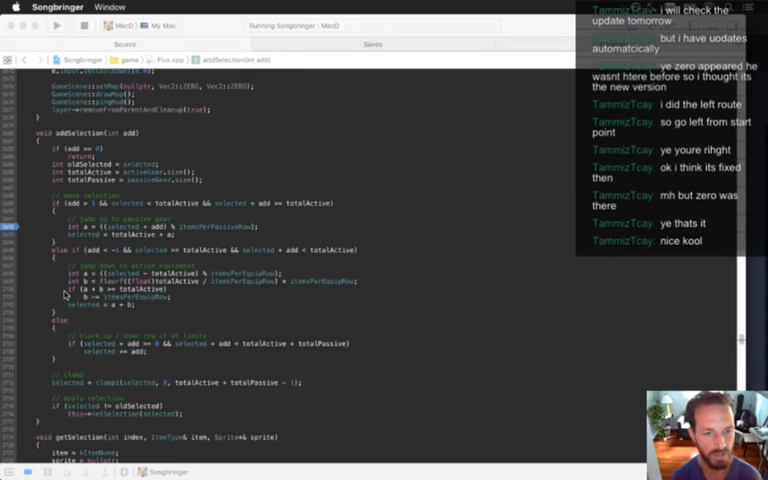 Songbringer Window
MacD My Mac
Running Songbringer : MacD
Source
Saves
Songbringer game Flux.cpp addSelection(int add)
GameScene::setMap(nullptr, Vec2::ZERO, Vec2::ZERO);
GameScene::drawMap();
GameScene::pingHud();
layer->removeFromParentAndCleanup(true);
}
void addSelection(int add)
{
if (add == 0)
return;
int oldSelected = selected;
int totalActive = activeGear.size();
int totalPassive = passiveGear.size();
// move selection
if (add > 1 && selected < totalActive && selected + add >= totalActive)
{
// jump up to passive gear
int a = ((selected + add) % itemsPerPassiveRow);
selected = totalActive + a;
}
else if (add < -1 && selected >= totalActive && selected + add < totalActive)
{
// jump down to active equipment
int a = ((selected - totalActive) % itemsPerEquipRow);
int b = floorf((float)totalActive / itemsPerEquipRow) * itemsPerEquipRow;
if (a + b >= totalActive)
b -= itemsPerEquipRow;
selected = a + b;
}
else
{
// block up / down row if at limits
if (selected + add >= 0 && selected + add < totalActive + totalPassive)
selected += add;
}
// clamp
selected = clampi(selected, 0, totalActive + totalPassive - 1);
// apply selection
if (selected != oldSelected)
this->setSelection(selected);
}
void getSelection(int index, ItemType& item, Sprite*& sprite)
{
item = kItemNone;
sprite = nullptr;
Songbringer
TammizTcay: i will check the
update tomorrow
TammizTcay: but i have uodates
automatcically
TammizTcay: ye zero appeared he
wasnt htere before so i thought its
the new version
TammizTcay: i did the left route
TammizTcay: so go left from start
point
TammizTcay: ye youre rihght
TammizTcay: ok i think its fixed
then
TammizTcay: mh but zero was
there
TammizTcay: ye thats it
TammizTcay: nice kool